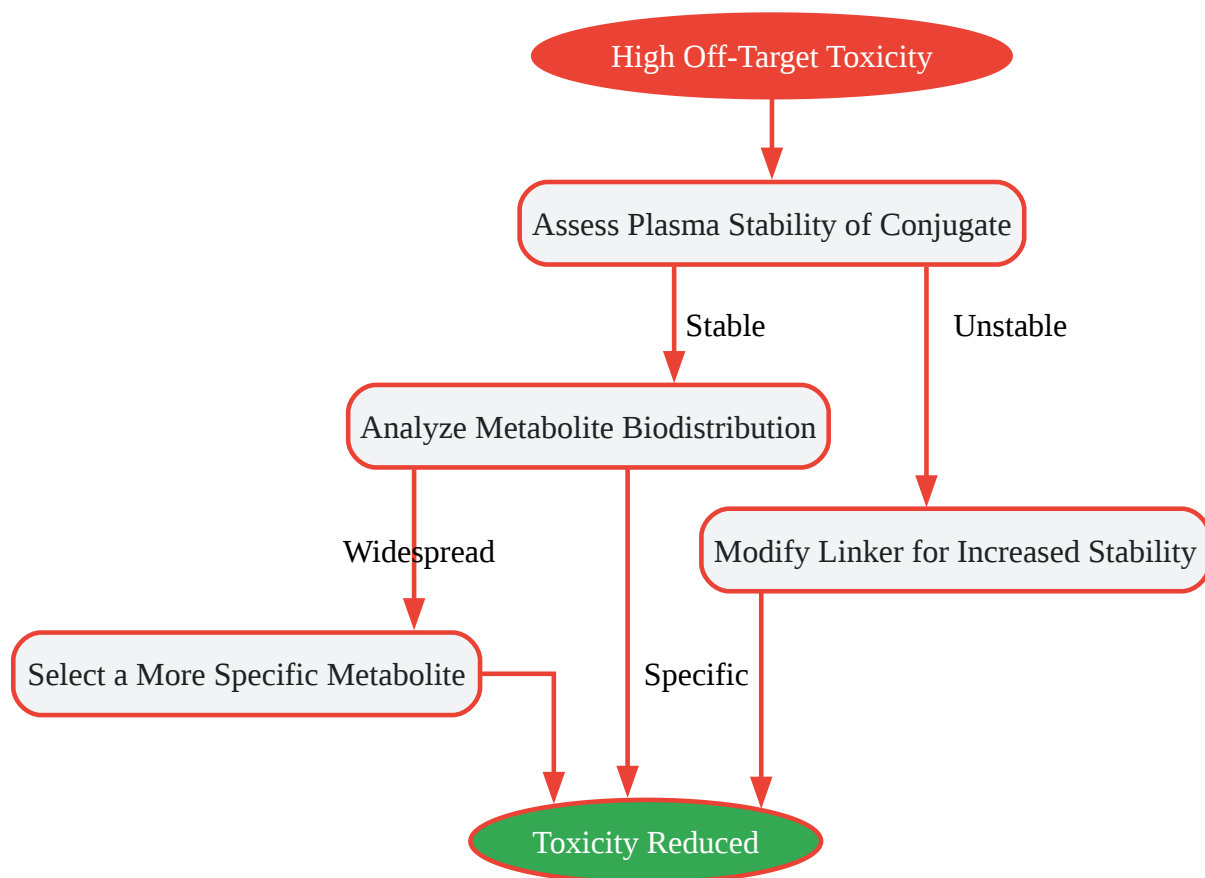 High Off-Target Toxicity
Assess Plasma Stability of Conjugate
Stable
Unstable
Analyze Metabolite Biodistribution
Widespread
Modify Linker for Increased Stability
Select a More Specific Metabolite
Specific
Toxicity Reduced